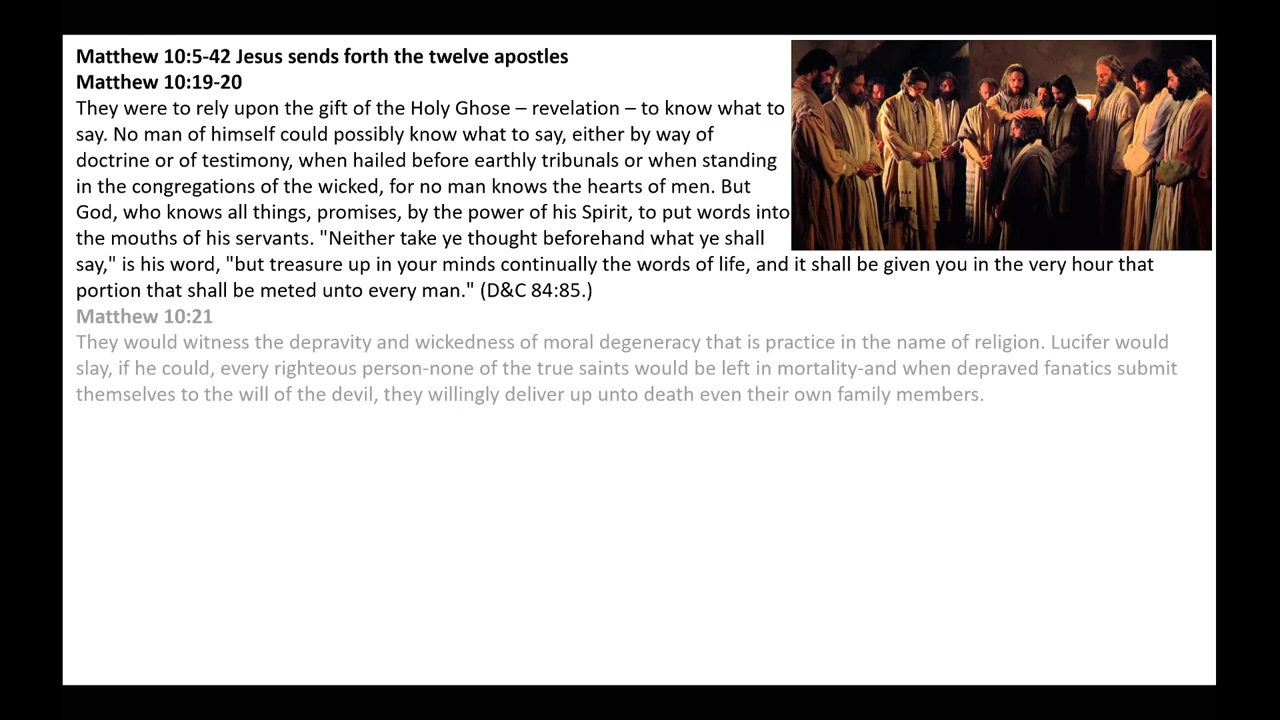 Matthew 10:5-42 Jesus sends forth the twelve apostles
Matthew 10:19-20
They were to rely upon the gift of the Holy Ghose – revelation – to know what to
say. No man of himself could possibly know what to say, either by way of
doctrine or of testimony, when hailed before earthly tribunals or when standing
in the congregations of the wicked, for no man knows the hearts of men. But
God, who knows all things, promises, by the power of his Spirit, to put words into
the mouths of his servants. "Neither take ye thought beforehand what ye shall
say," is his word, "but treasure up in your minds continually the words of life, and it shall be given you in the very hour that
portion that shall be meted unto every man." (D&C 84:85.)
Matthew 10:21
They would witness the depravity and wickedness of moral degeneracy that is practice in the name of religion. Lucifer would
slay, if he could, every righteous person-none of the true saints would be left in mortality-and when depraved fanatics submit
themselves to the will of the devil, they willingly deliver up unto death even their own family members.